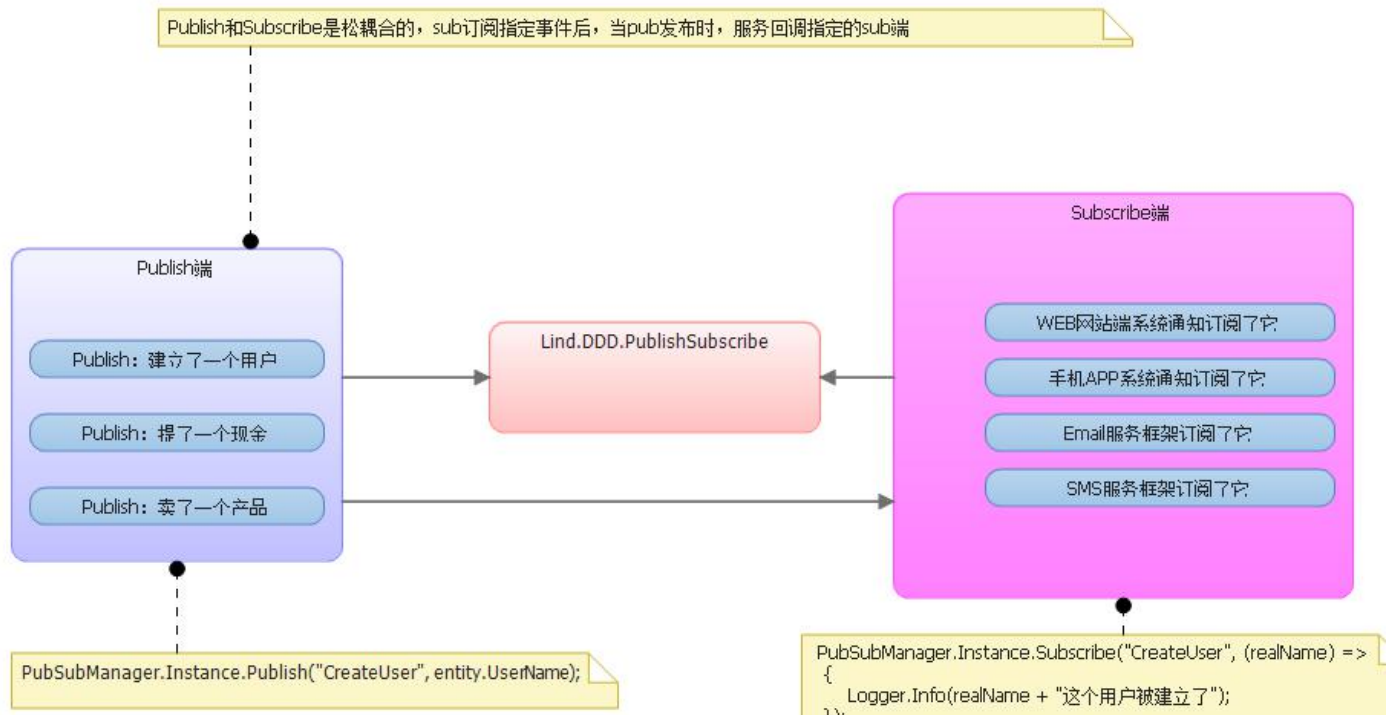 Publish和Subscribe是松耦合的，sub订阅指定事件后，当pub发布时，服务回调指定的sub端
Subscribe端
Publish端
WEB网站端系统通知订阅了它
Lind.DDD.PublishSubscribe
Publish：建立了一个用户
手机APP系统通知订阅了它
Publish：提了一个现金
Email服务框架订阅了它
SMS服务框架订阅了它
Publish：卖了一个产品
PubSubManager.Instance.Publish("CreateUser", entity.UserName);
PubSubManager.Instance.Subscribe("CreateUser", (realName) =>
{
Logger.Info(realName + "这个用户被建立了");
});